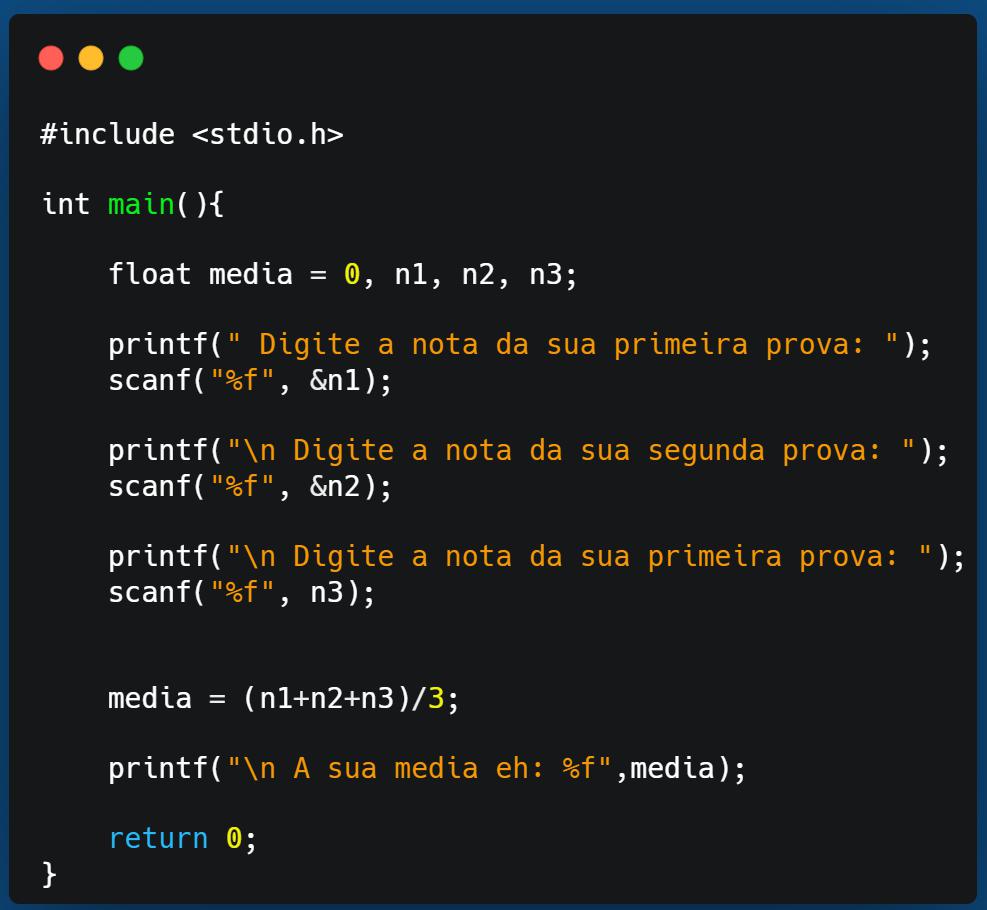 #include <stdio.h>
int main(){
float media = 0, n1, n2, n3;
printf(" Digite a nota da sua primeira prova: ");
scanf("%f", &n1);
printf("\n Digite a nota da sua segunda prova: ");
scanf("%f", &n2);
printf("\n Digite a nota da sua primeira prova: ");
scanf("%f", n3);
media = (n1+n2+n3)/3;
printf("\n A sua media eh: %f",media);
return 0;
}